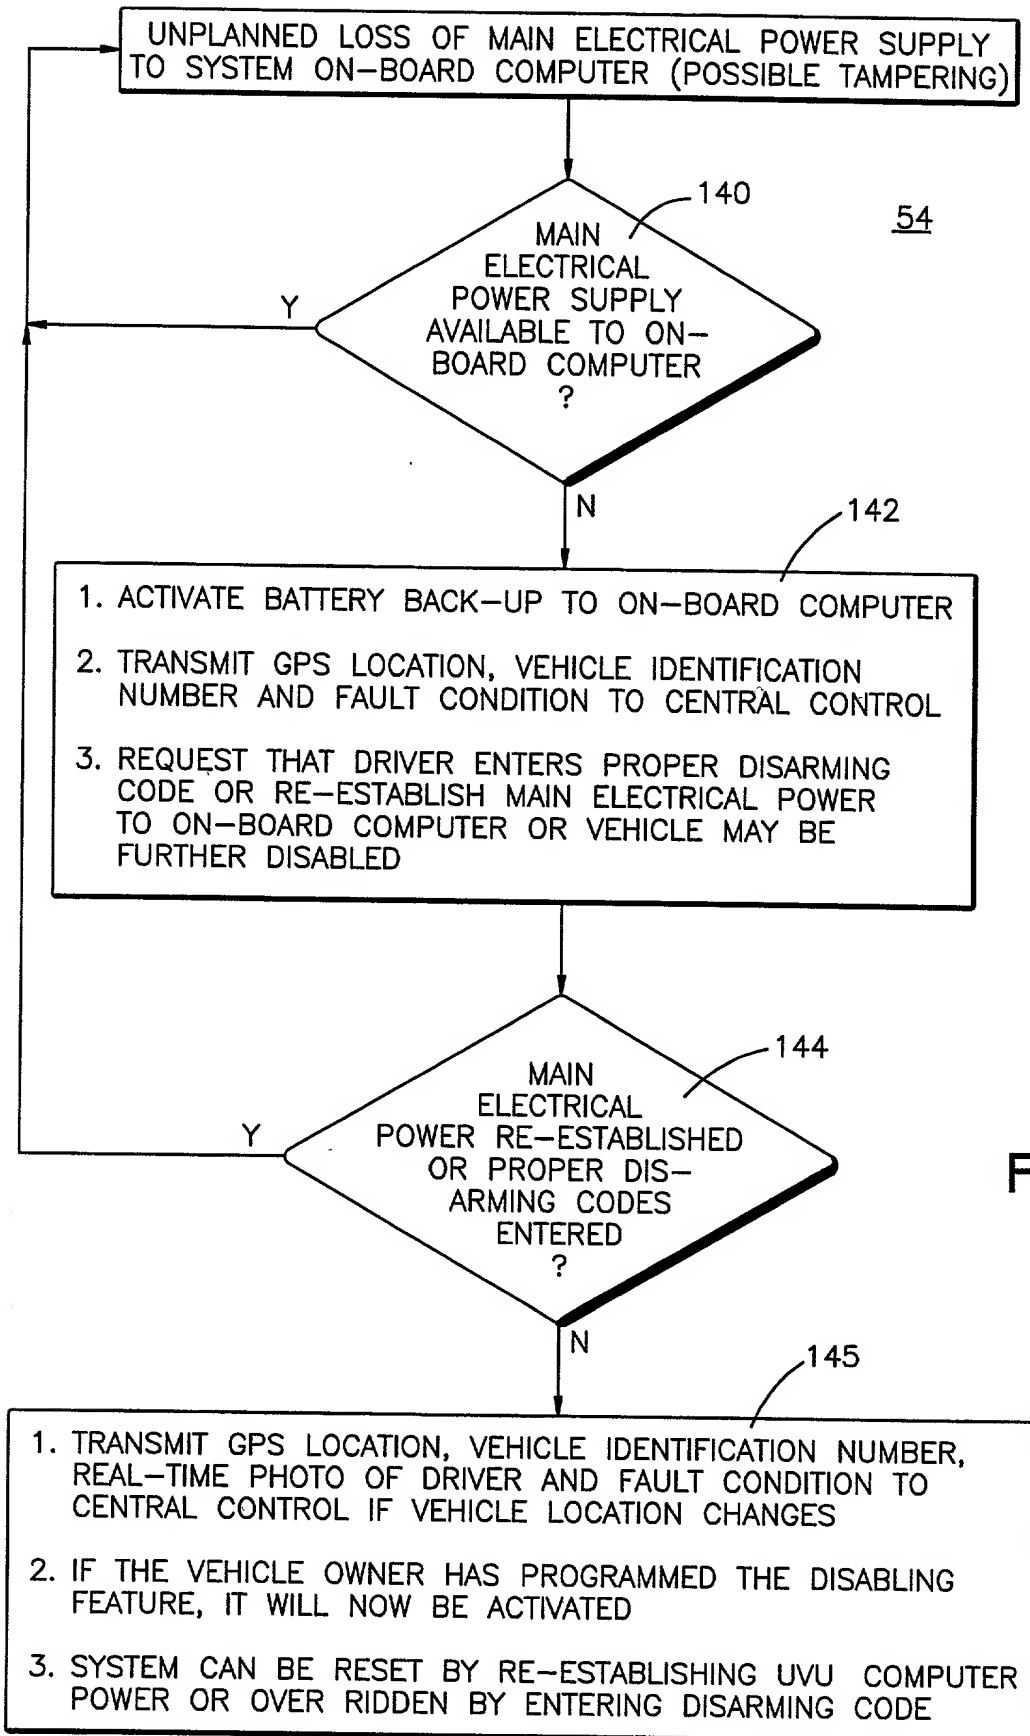 UNPLANNED LOSS OF MAIN ELECTRICAL POWER SUPPLY
TO SYSTEM ON-BOARD COMPUTER (POSSIBLE TAMPERING)
140
54
MAIN
ELECTRICAL
POWER SUPPLY
AVAILABLE TO ON-
BOARD COMPUTER
?
Y
N
142
1. ACTIVATE BATTERY BACK-UP TO ON-BOARD COMPUTER
2. TRANSMIT GPS LOCATION, VEHICLE IDENTIFICATION
NUMBER AND FAULT CONDITION TO CENTRAL CONTROL
3. REQUEST THAT DRIVER ENTERS PROPER DISARMING
CODE OR RE-ESTABLISH MAIN ELECTRICAL POWER
TO ON-BOARD COMPUTER OR VEHICLE MAY BE
FURTHER DISABLED
144
MAIN
ELECTRICAL
POWER RE-ESTABLISHED
OR PROPER DIS-
ARMING CODES
ENTERED
?
Y
F
N
145
1. TRANSMIT GPS LOCATION, VEHICLE IDENTIFICATION NUMBER,
REAL-TIME PHOTO OF DRIVER AND FAULT CONDITION TO
CENTRAL CONTROL IF VEHICLE LOCATION CHANGES
2. IF THE VEHICLE OWNER HAS PROGRAMMED THE DISABLING
FEATURE, IT WILL NOW BE ACTIVATED
3. SYSTEM CAN BE RESET BY RE-ESTABLISHING UVU COMPUTER
POWER OR OVER RIDDEN BY ENTERING DISARMING CODE